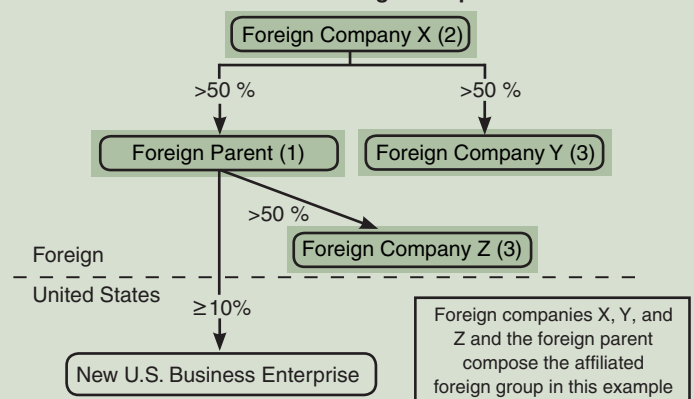 Foreign Company X (2)
>50 %
>50 %
Foreign Parent (1)
Foreign Company Y (3)
>50 %
Foreign Company Z (3)
Foreign
United States
≥10%
New U.S. Business Enterprise
Foreign companies X, Y, and
Z and the foreign parent
compose the affiliated
foreign group in this example